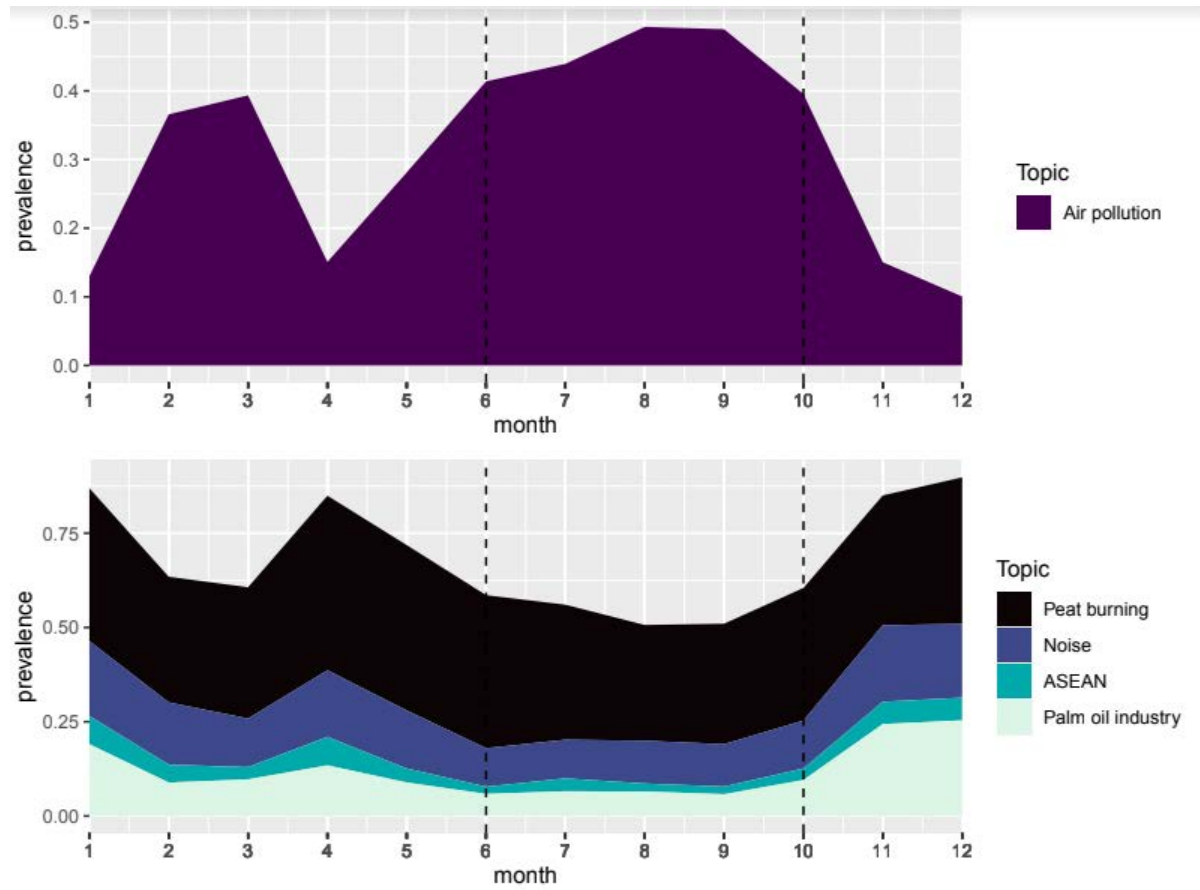 0.5
0.4
0.3
0.2
0.1
0.0
prevalence
1 2 3 4 5 6 7 8 9 10 11 12
month
Topic
Air pollution
0.75
0.50
0.25
0.00
prevalence
1 2 3 4 5 6 7 8 9 10 11 12
month
Topic
Peat burning
Noise
ASEAN
Palm oil industry